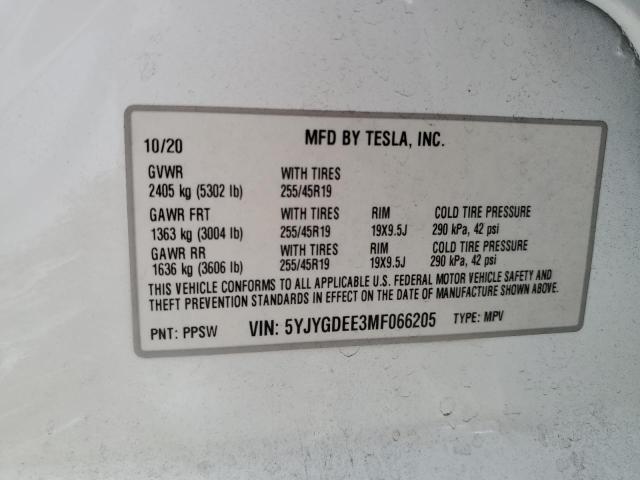 10/20 MFD BY TESLA, INC.
GVWR WITH TIRES
2405 kg (5302 lb) 255/45R19
GAWR FRT WITH TIRES RIM COLD TIRE PRESSURE
1363 kg (3004 lb) 255/45R19 19X9.5J 290 kPa, 42 psi
GAWR RR WITH TIRES RIM COLD TIRE PRESSURE
1636 kg (3606 lb) 255/45R19 19X9.5J 290 kPa, 42 psi
THIS VEHICLE CONFORMS TO ALL APPLICABLE U.S. FEDERAL MOTOR VEHICLE SAFETY AND
THEFT PREVENTION STANDARDS IN EFFECT ON THE DATE OF MANUFACTURE SHOWN ABOVE.
PNT: PPSW VIN: 5YJYGDEE3MF066205 TYPE: MPV